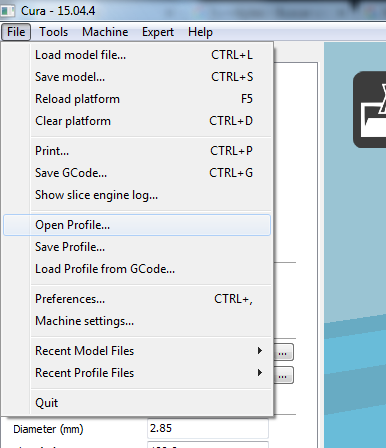 Cura - 15.04.4
File Tools Machine Expert Help
Load model file... CTRL+L
Save model... CTRL+S
Reload platform F5
Clear platform CTRL+D
Print... CTRL+P
Save GCode... CTRL+G
Show slice engine log...
Open Profile...
Save Profile...
Load Profile from GCode...
Preferences... CTRL+,
Machine settings...
Recent Model Files
...
Recent Profile Files
...
Quit
Diameter (mm) 2.85